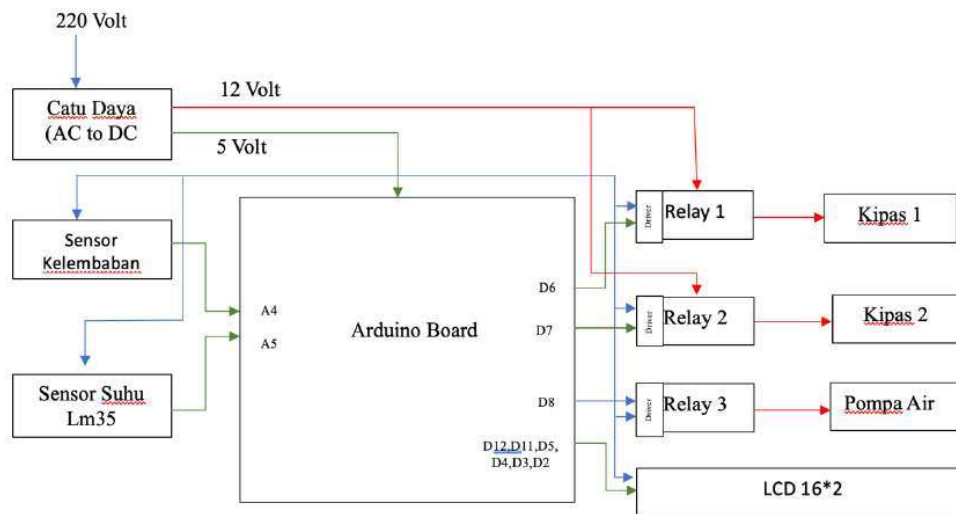 220 Volt
12 Volt
Catu Daya
(AC to DC
5 Volt
Sensor
Kelembaban
Sensor Suhu
Lm35
A4
A5
Arduino Board
D6
D7
D8
D12,D11,D5,
D4,D3,D2
Driver
Relay 1
Kipas 1
Driver
Relay 2
Kipas 2
Driver
Relay 3
Pompa Air
LCD 16*2